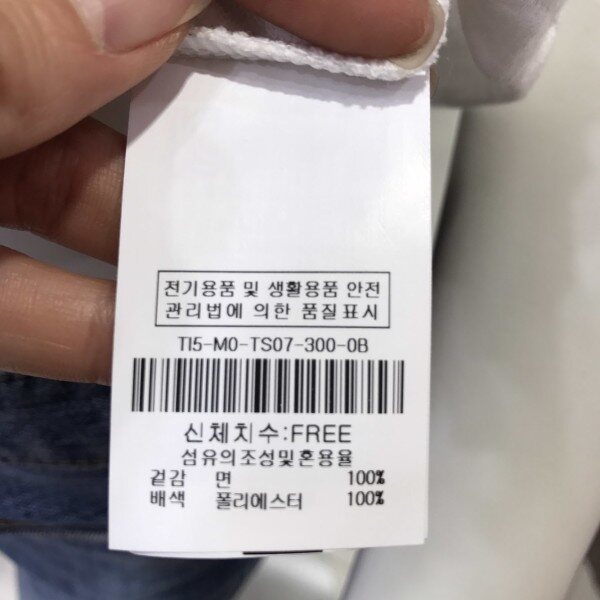 전기용품 및 생활용품 안전
관리법에 의한 품질표시
TI5-M0-TS07-300-0B
신체치수:FREE
섬유의조성및혼용율
겉감 면 100%
배색 폴리에스터 100%